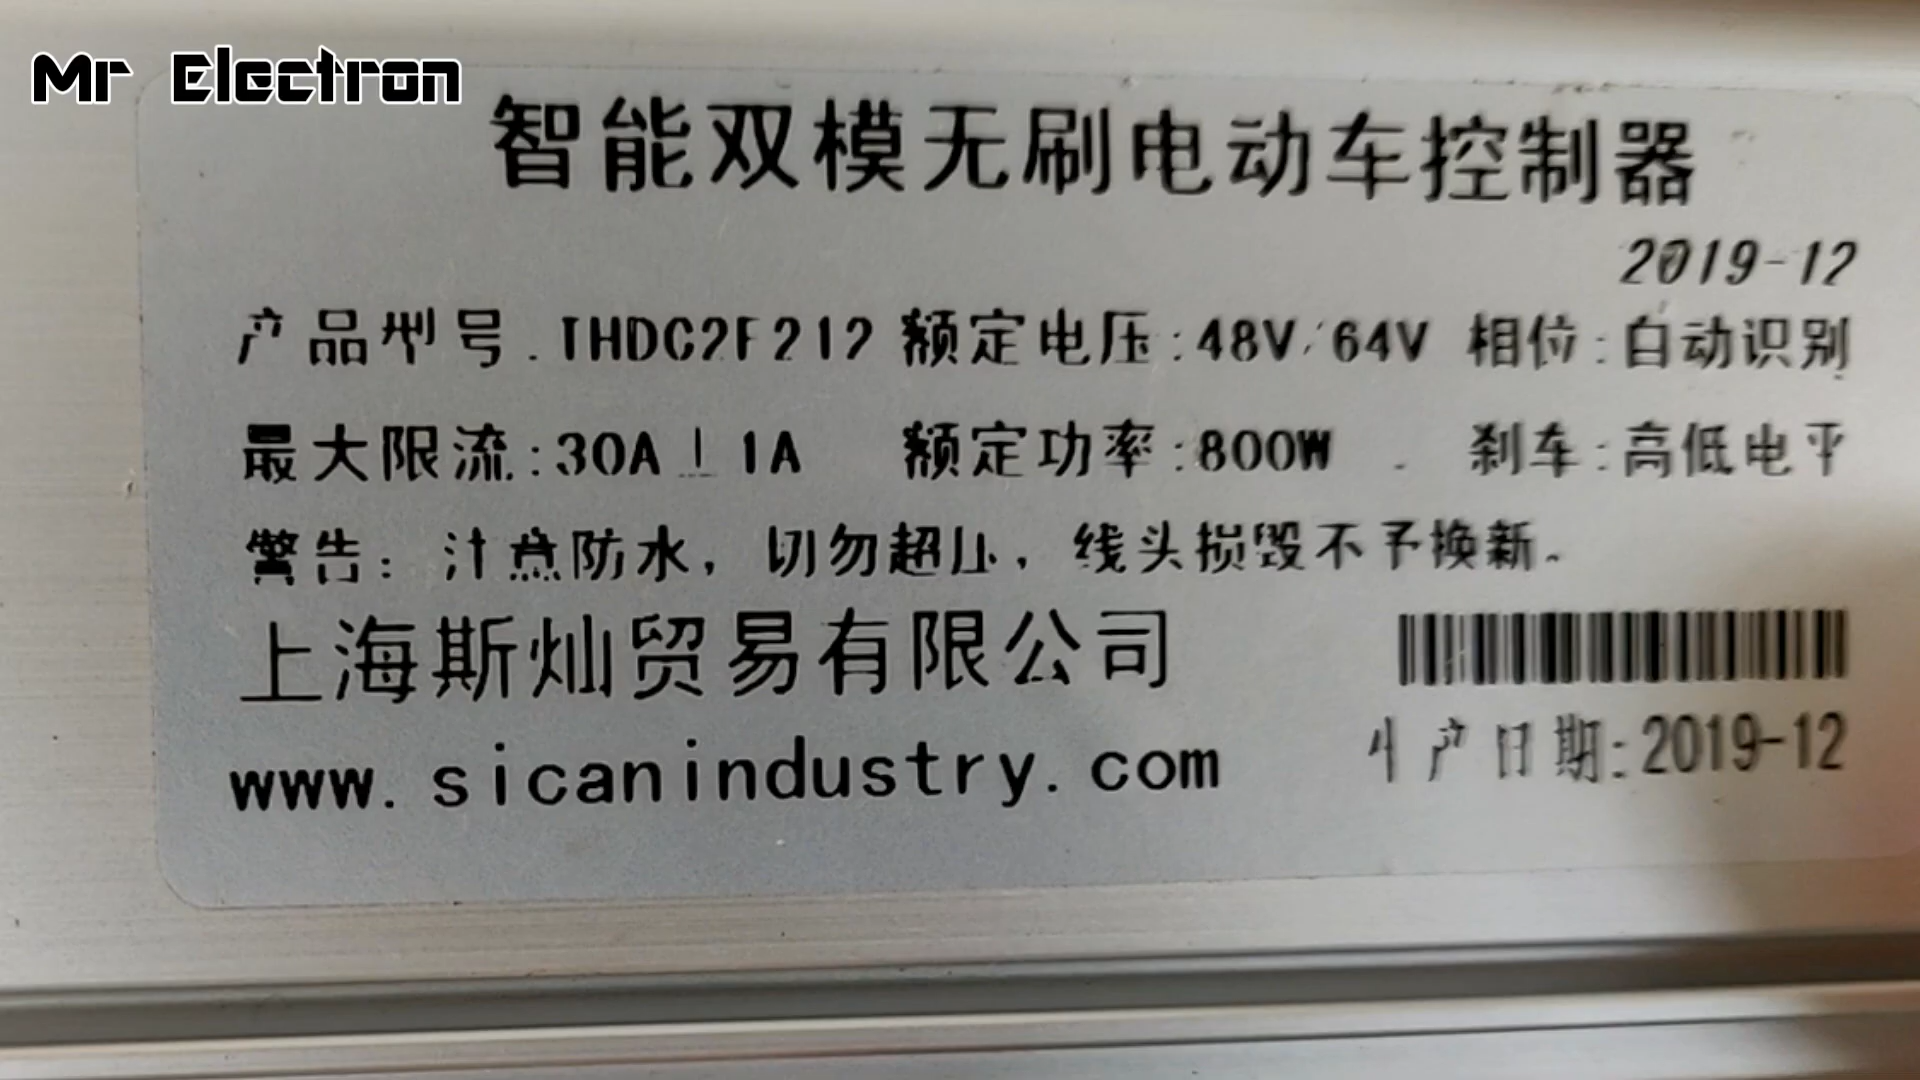 Mr Electron
智能双模无刷电动车控制器
2019-12
产品型号: THDC2F212 额定电压:48V/64V 相位:自动识别
最大限流:30A±1A 额定功率:800W 刹车:高低电平
警告: 注意防水，切勿超压，线头损毁不予换新。
上海斯灿贸易有限公司
www.sicanindustry.com
生产日期:2019-12